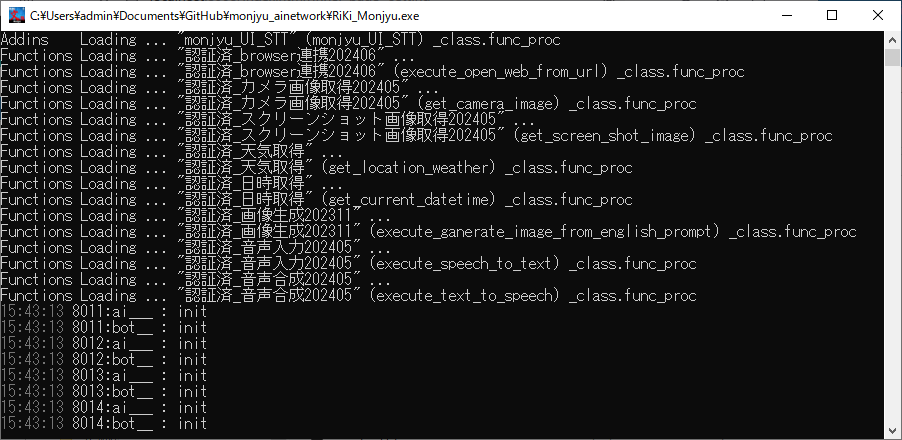 C:¥Users¥admin¥Documents¥GitHub¥monjyu_ainetwork¥RiKi_Monjyu.exe
Addins    Loading ... "monjyu_UI_STT" (monjyu_UI_STT) _class.func_proc
Functions Loading ... "認証済_browser連携202406" ...
Functions Loading ... "認証済_browser連携202406" (execute_open_web_from_url) _class.func_proc
Functions Loading ... "認証済_カメラ画像取得202405" ...
Functions Loading ... "認証済_カメラ画像取得202405" (get_camera_image) _class.func_proc
Functions Loading ... "認証済_スクリーンショット画像取得202405" ...
Functions Loading ... "認証済_スクリーンショット画像取得202405" (get_screen_shot_image) _class.func_proc
Functions Loading ... "認証済_天気取得" ...
Functions Loading ... "認証済_天気取得" (get_location_weather) _class.func_proc
Functions Loading ... "認証済_日時取得" ...
Functions Loading ... "認証済_日時取得" (get_current_datetime) _class.func_proc
Functions Loading ... "認証済_画像生成202311" ...
Functions Loading ... "認証済_画像生成202311" (execute_ganerate_image_from_english_prompt) _class.func_proc
Functions Loading ... "認証済_音声入力202405" ...
Functions Loading ... "認証済_音声入力202405" (execute_speech_to_text) _class.func_proc
Functions Loading ... "認証済_音声合成202405" ...
Functions Loading ... "認証済_音声合成202405" (execute_text_to_speech) _class.func_proc
15:43:13 8011:ai___ : init
15:43:13 8011:bot__ : init
15:43:13 8012:ai___ : init
15:43:13 8012:bot__ : init
15:43:13 8013:ai___ : init
15:43:13 8013:bot__ : init
15:43:13 8014:ai___ : init
15:43:13 8014:bot__ : init